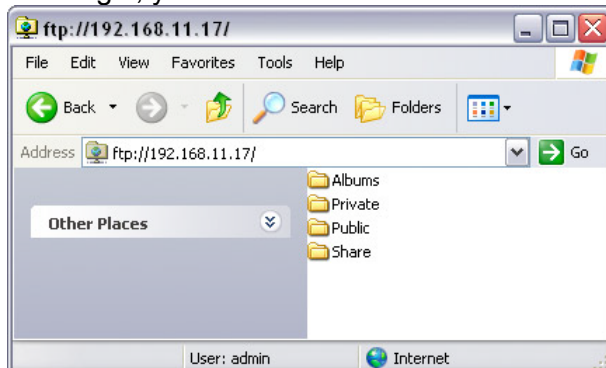 ftp://192.168.11.17/
File Edit View Favorites Tools Help
Back Search Folders
Address ftp://192.168.11.17/ Go
Albums
Private
Other Places
Public
Share
User: admin Internet